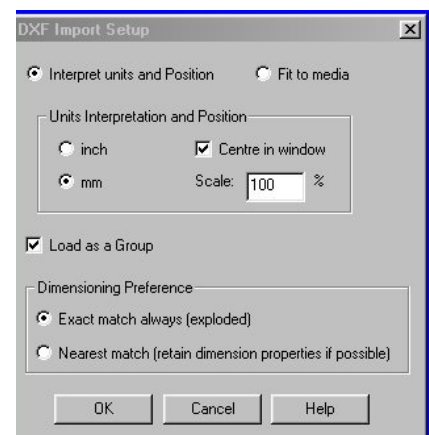 DXF Import Setup
Interpret units and Position Fit to media
Units Interpretation and Position
inch Centre in window
mm Scale: 100 %
Load as a Group
Dimensioning Preference
Exact match always (exploded)
Nearest match (retain dimension properties if possible)
OK Cancel Help